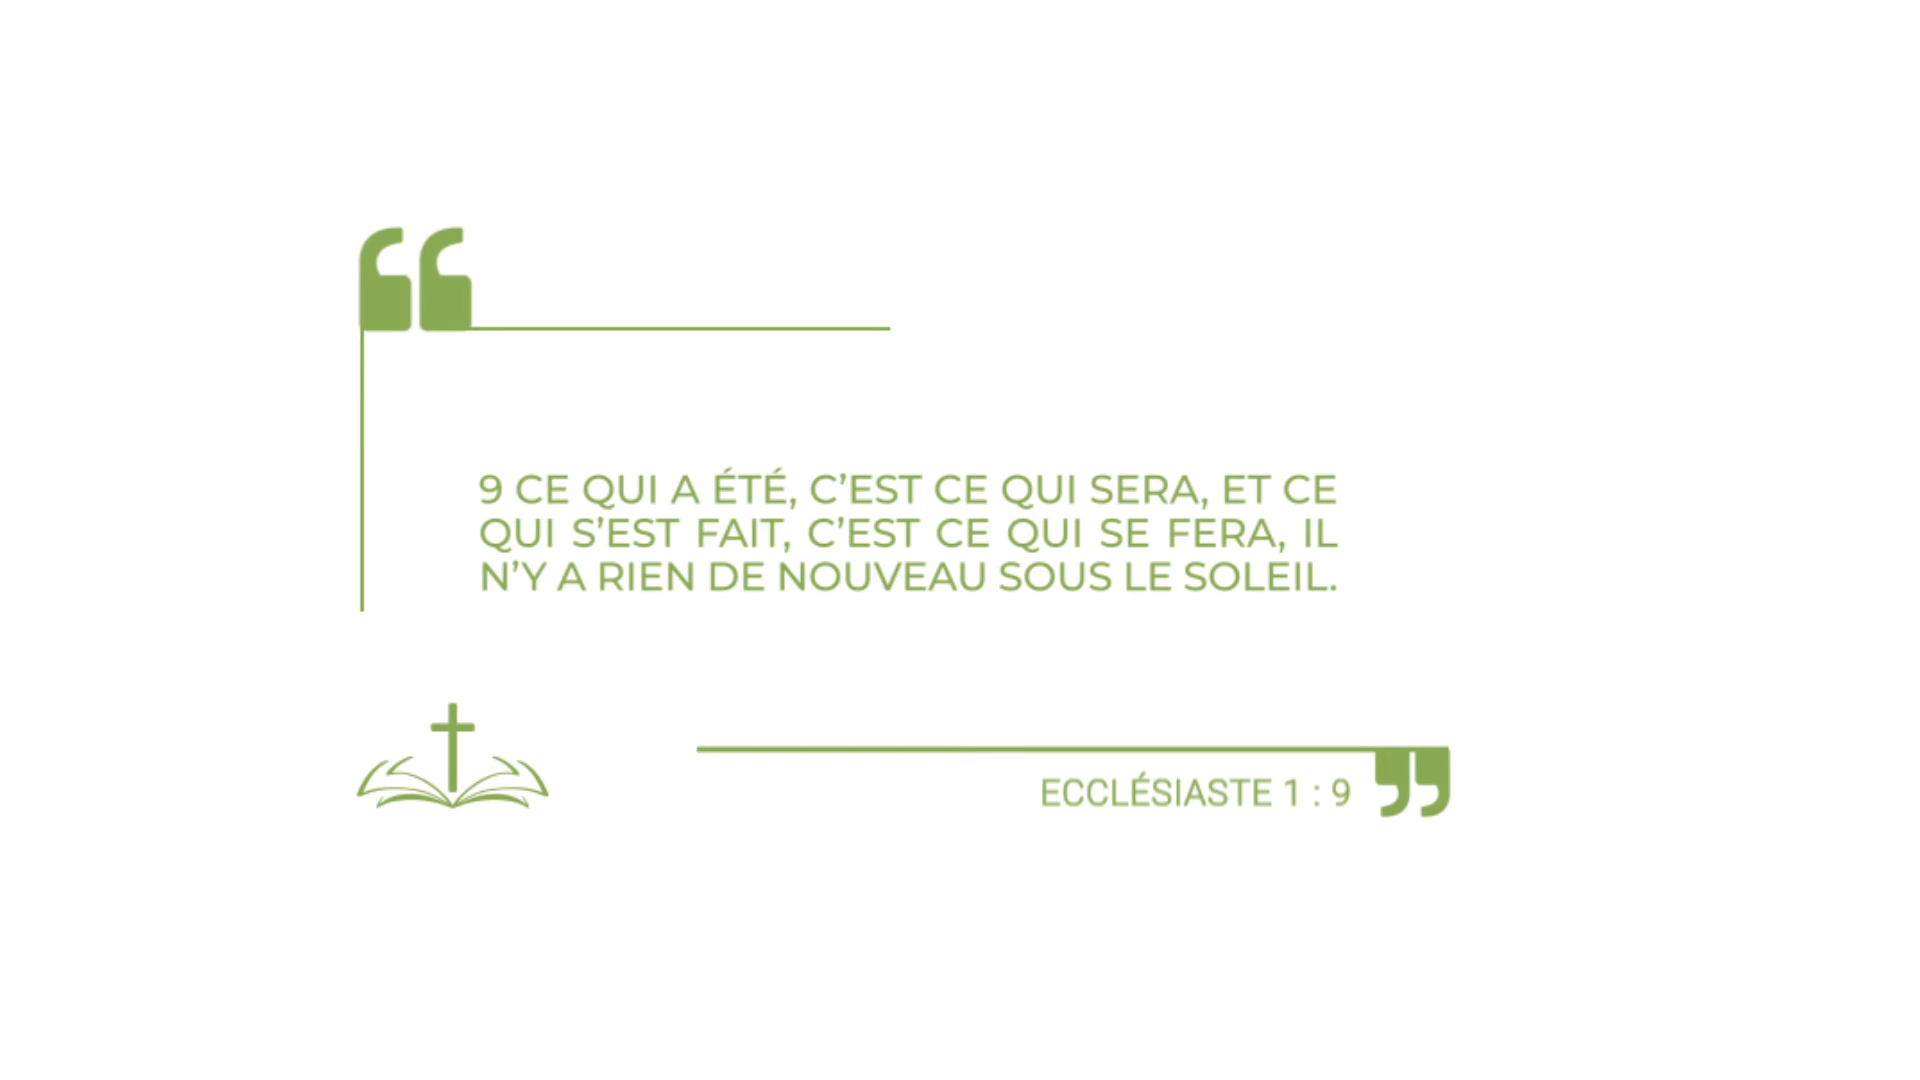 9 CE QUI A ÉTÉ, C’EST CE QUI SERA, ET CE
QUI S’EST FAIT, C’EST CE QUI SE FERA, IL
N’Y A RIEN DE NOUVEAU SOUS LE SOLEIL.
ECCLÉSIASTE 1 : 9